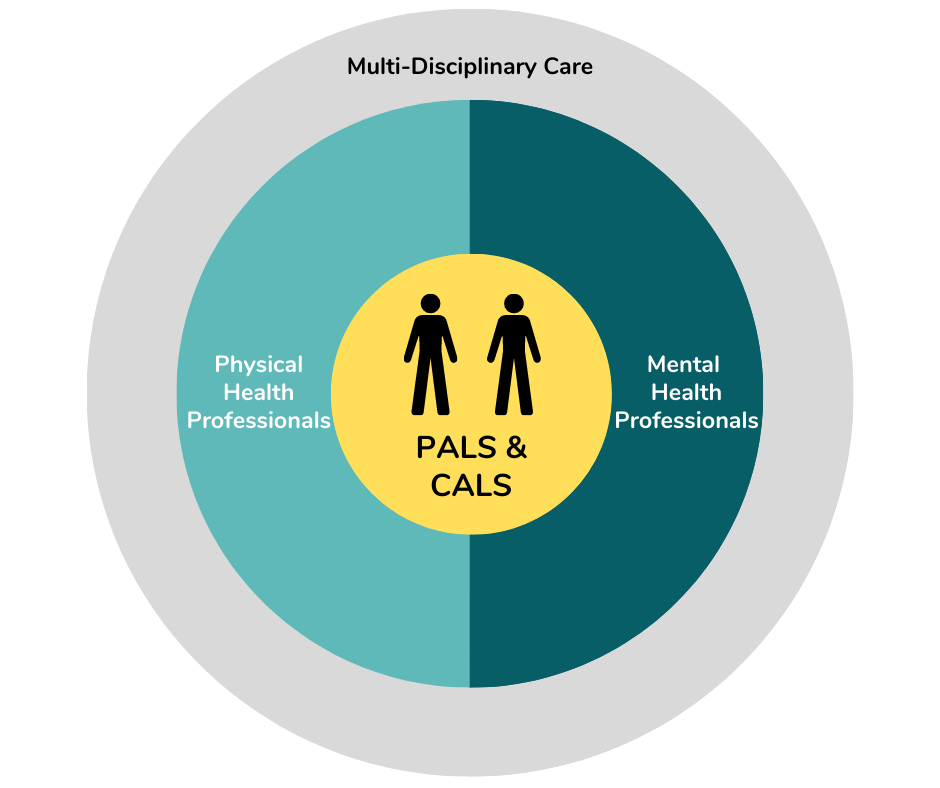 Multi-Disciplinary Care
Physical
Health
Professionals
PALS &
CALS
Mental
Health
Professionals